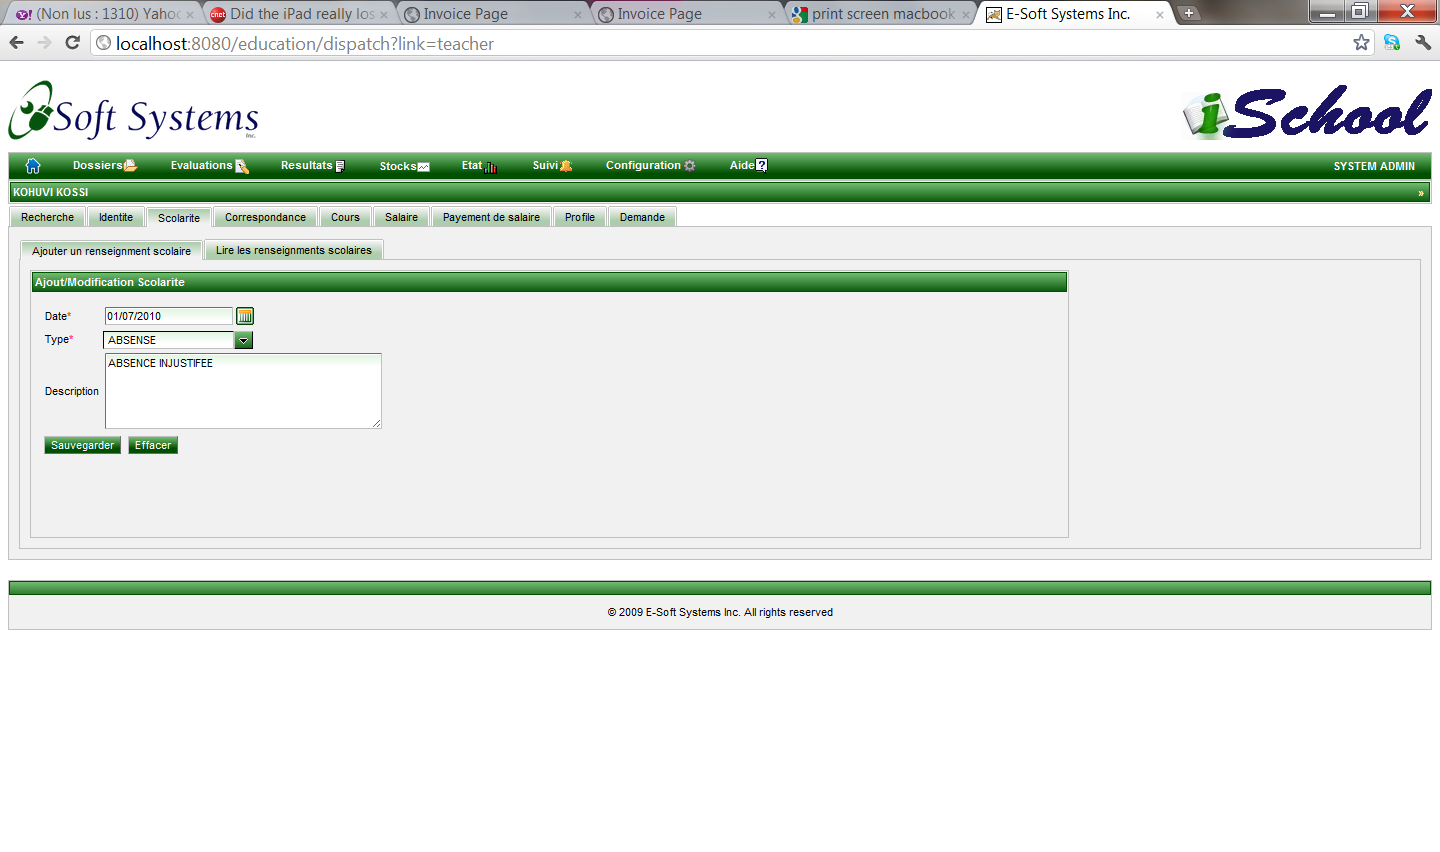 (Non lus : 1310) Yahoo Did the iPad really los Invoice Page Invoice Page print screen macbook E-Soft Systems Inc.
localhost:8080/education/dispatch?link=teacher
Soft Systems Inc.
iSchool
Dossiers Evaluations Resultats Stocks Etat Suivi Configuration Aide SYSTEM ADMIN
KOHUVI KOSSI »
Recherche Identite Scolarite Correspondance Cours Salaire Payement de salaire Profile Demande
Ajouter un renseignment scolaire Lire les renseignments scolaires
Ajout/Modification Scolarite
Date* 01/07/2010
Type* ABSENSE
Description ABSENCE INJUSTIFEE
Sauvegarder Effacer
© 2009 E-Soft Systems Inc. All rights reserved